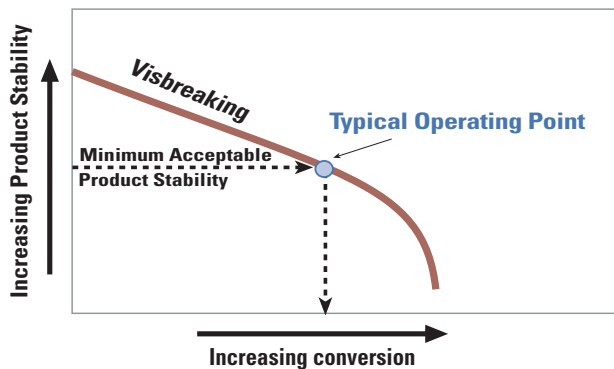 Visbreaking
Typical Operating Point
Minimum Acceptable
Product Stability
Increasing Product Stability
Increasing conversion